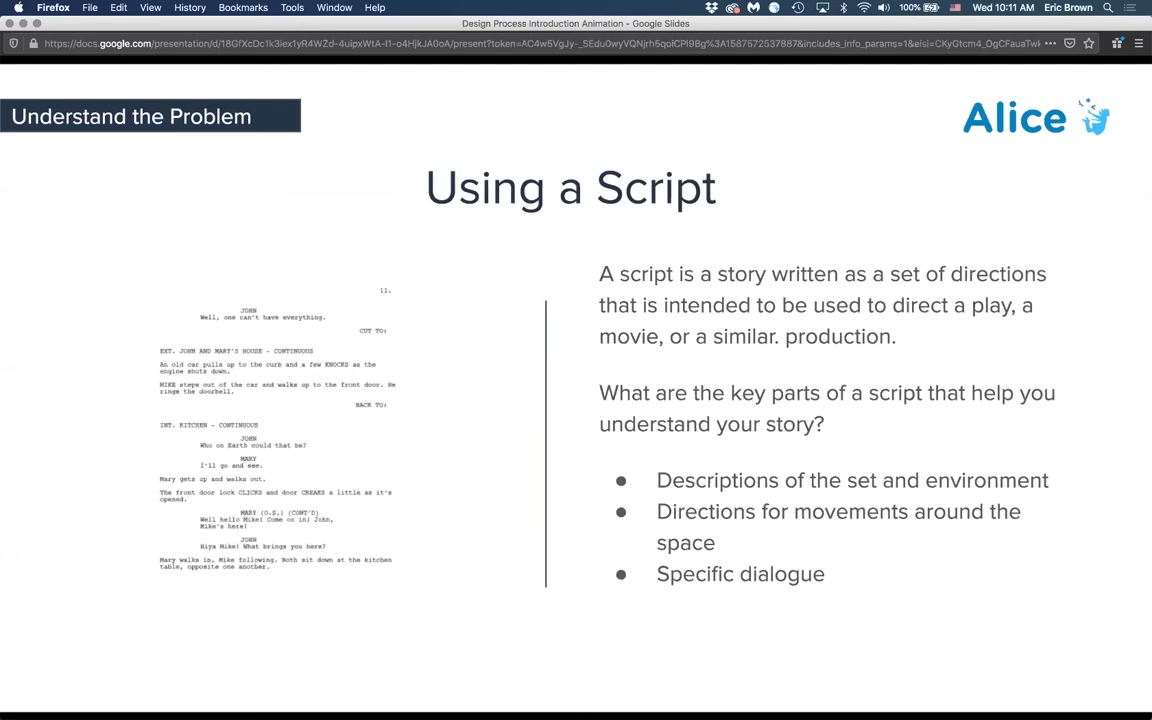 Firefox File Edit View History Bookmarks Tools Window Help 100% Wed 10:11 AM Eric Brown
Design Process Introduction Animation - Google Slides
Understand the Problem
Alice
Using a Script
11.
JOHN
Well, one can't have everything.
CUT TO:
EXT. JOHN AND MARY'S HOUSE - CONTINUOUS
An old car pulls up to the curb and a few KNOCKS as the
engine shuts down.
MIKE steps out of the car and walks up to the front door. He
rings the doorbell.
BACK TO:
INT. KITCHEN - CONTINUOUS
JOHN
Who on Earth could that be?
MARY
I'll go and see.
Mary gets up and walks out.
The front door lock CLICKS and door CREAKS a little as it's
opened.
MARY (O.S.) (CONT'D)
Well hello Mike! Come on in! John,
Mike's here!
JOHN
Hiya Mike! What brings you here?
Mary walks in, Mike following. Both sit down at the kitchen
table, opposite one another.
A script is a story written as a set of directions
that is intended to be used to direct a play, a
movie, or a similar. production.
What are the key parts of a script that help you
understand your story?
● Descriptions of the set and environment
● Directions for movements around the
space
● Specific dialogue